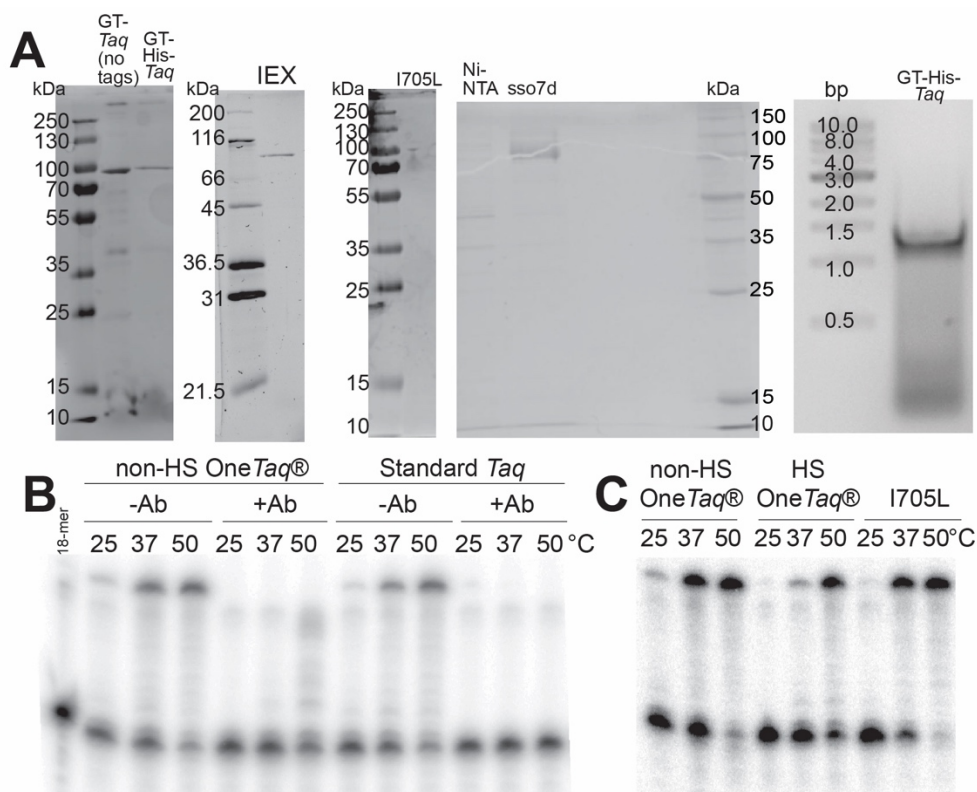 A
GT-
Taq
(no
tags)
GT-
His-
Taq
kDa
250
130
100
70
55
35
25
15
10
IEX
kDa
200
116
66
45
36.5
31
21.5
I705L
kDa
250
130
100
70
55
35
25
15
10
Ni-
NTA
sso7d
kDa
150
100
75
50
35
25
15
10
GT-His-
Taq
bp
10.0
8.0
4.0
3.0
2.0
1.5
1.0
0.5
B
non-HS OneTaq® Standard Taq
-Ab +Ab -Ab +Ab
18-mer
25 37 50 25 37 50 25 37 50 25 37 50°C
C
non-HS
OneTaq®
HS
OneTaq®
I705L
25 37 50 25 37 50 25 37 50°C